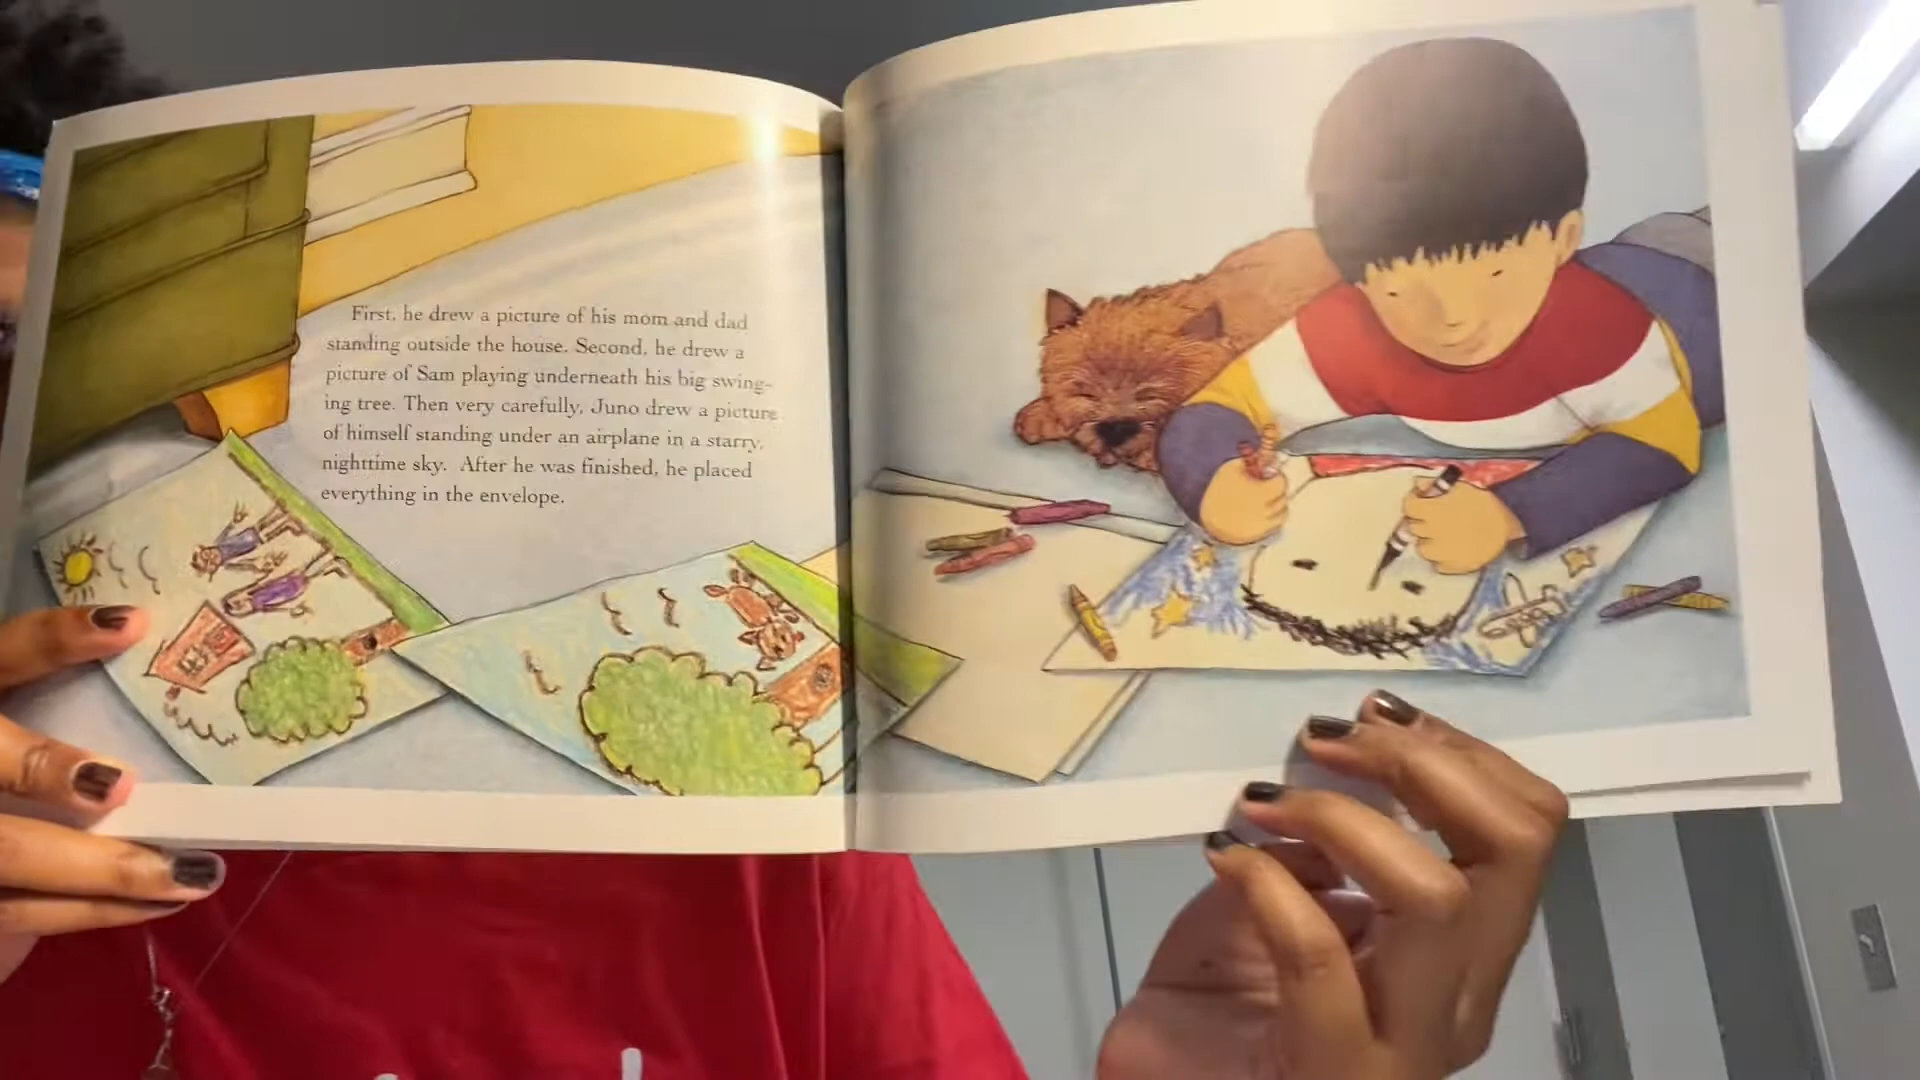 First, he drew a picture of his mom and dad
standing outside the house. Second, he drew a
picture of Sam playing underneath his big swing-
ing tree. Then very carefully, Juno drew a picture
of himself standing under an airplane in a starry,
nighttime sky. After he was finished, he placed
everything in the envelope.